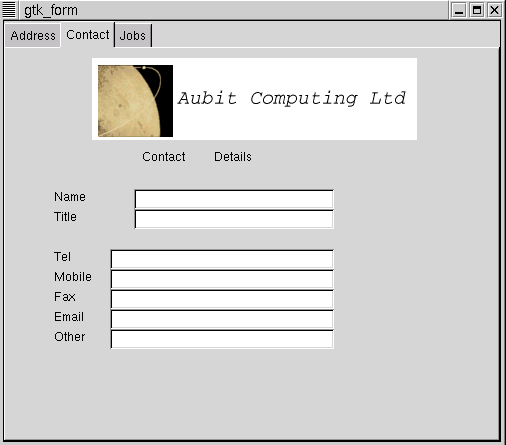 gtk_form
Address Contact Jobs
Aubit Computing Ltd
Contact Details
Name
Title
Tel
Mobile
Fax
Email
Other